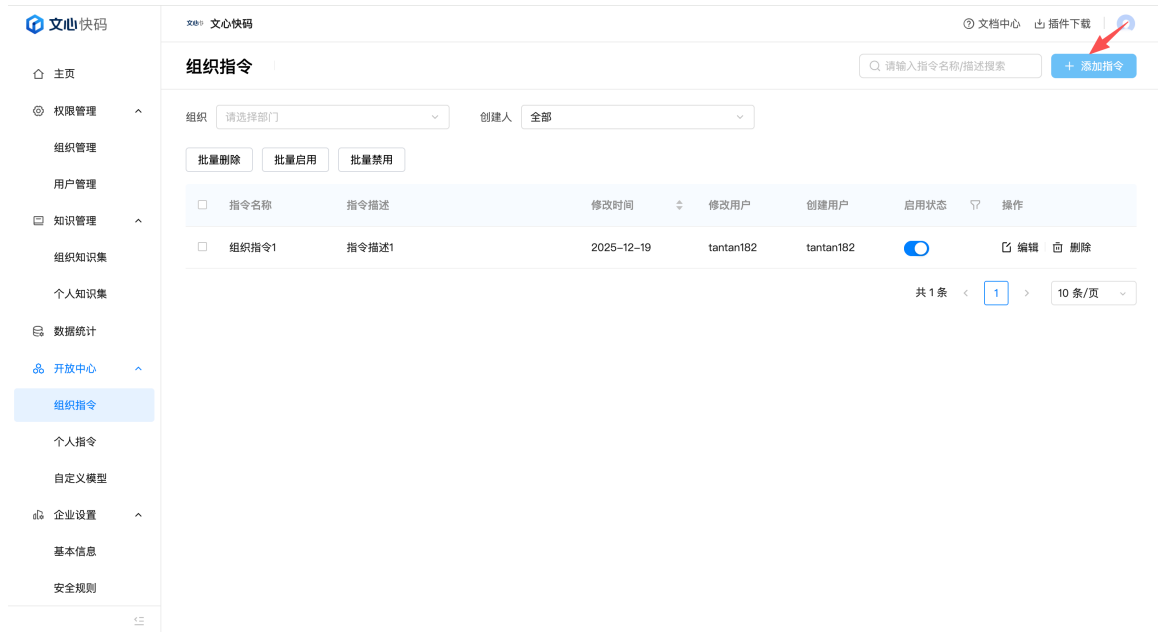 文心快码
文心快码
文档中心
插件下载
组织指令
请输入指令名称/描述搜索
添加指令
主页
权限管理
组织管理
用户管理
知识管理
组织知识集
个人知识集
数据统计
开放中心
组织指令
个人指令
自定义模型
企业设置
基本信息
安全规则
组织 请选择部门 创建人 全部
批量删除 批量启用 批量禁用
指令名称 指令描述 修改时间 修改用户 创建用户 启用状态 操作
组织指令1 指令描述1 2025-12-19 tantan182 tantan182 编辑 删除
共 1 条 1 10 条/页